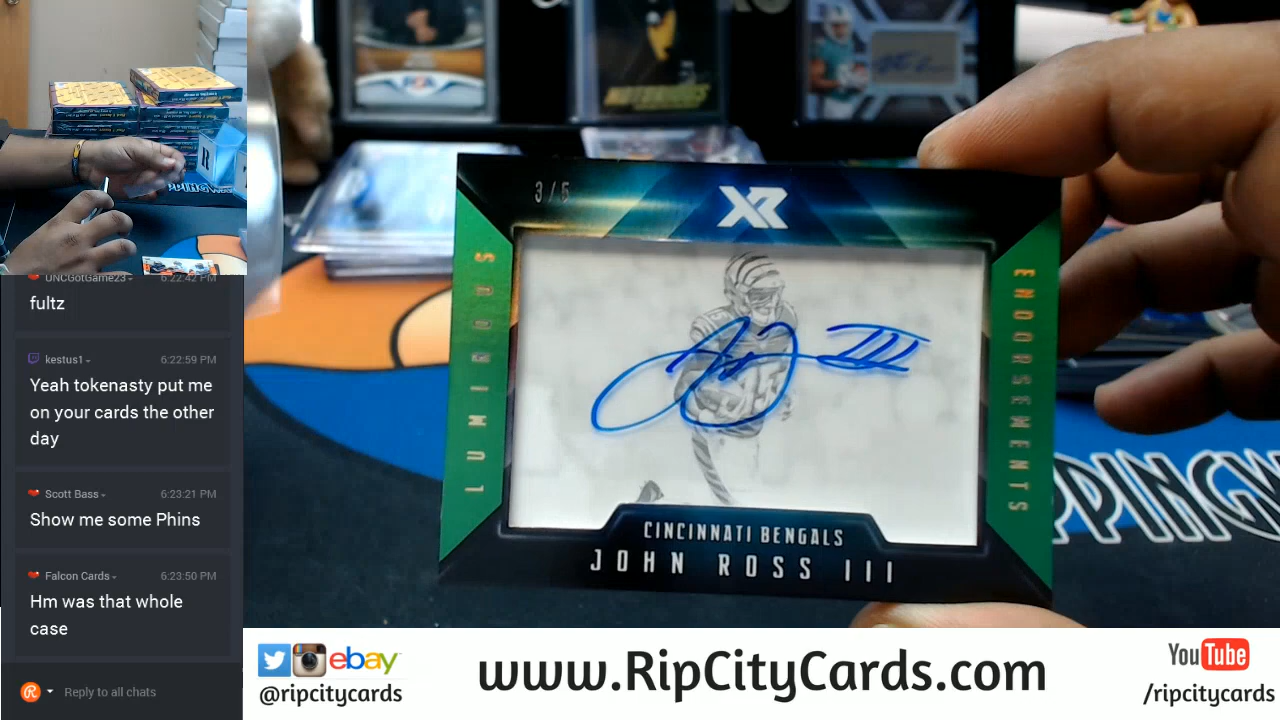 UNCGotGame23 6:22:42 PM
fultz
kestus1 6:22:59 PM
Yeah tokenasty put me
on your cards the other
day
Scott Bass 6:23:21 PM
Show me some Phins
Falcon Cards 6:23:50 PM
Hm was that whole
case
Reply to all chats
NOTORIOUS
3/5
XR
LUMINOUS
ENDORSEMENTS
CINCINNATI BENGALS
JOHN ROSS III
PPINGW
ebay
@ripcitycards
www.RipCityCards.com
YouTube
/ripcitycards